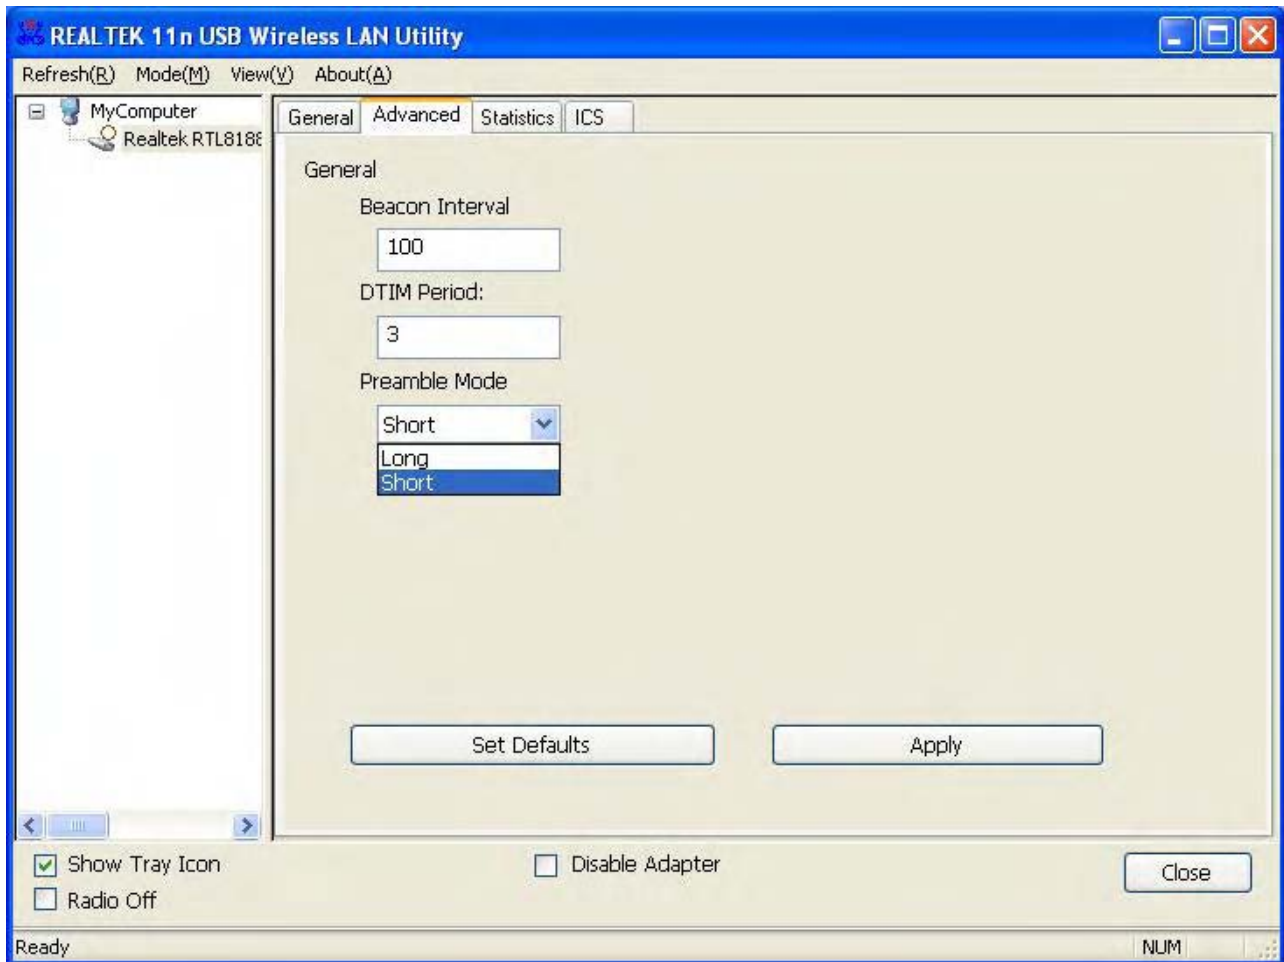 REALTEK 11n USB Wireless LAN Utility
Refresh(R) Mode(M) View(V) About(A)
MyComputer
Realtek RTL8188
General Advanced Statistics ICS
General
Beacon Interval
100
DTIM Period:
3
Preamble Mode
Short
Long
Short
Set Defaults Apply
Show Tray Icon Disable Adapter Close
Radio Off
Ready NUM